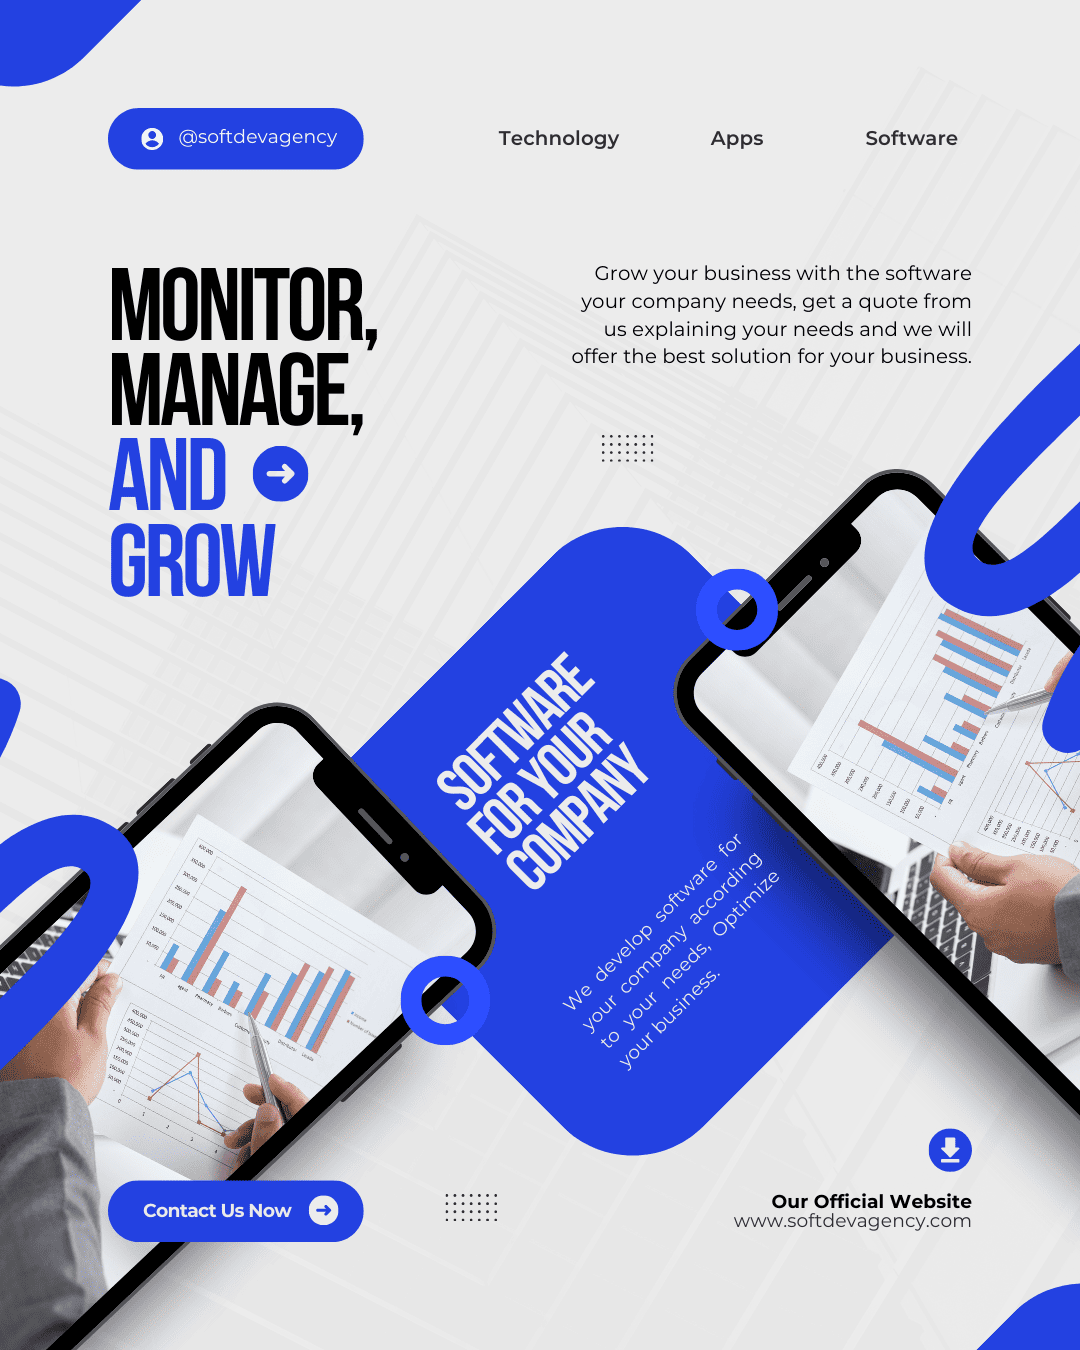 @softdevagency
Technology
Apps
Software
MONITOR,
MANAGE,
AND
GROW
Grow your business with the software
your company needs, get a quote from
us explaining your needs and we will
offer the best solution for your business.
SOFTWARE
FOR YOUR
COMPANY
We develop software for
your company according
to your needs, Optimize
your business.
Contact Us Now
Our Official Website
www.softdevagency.com